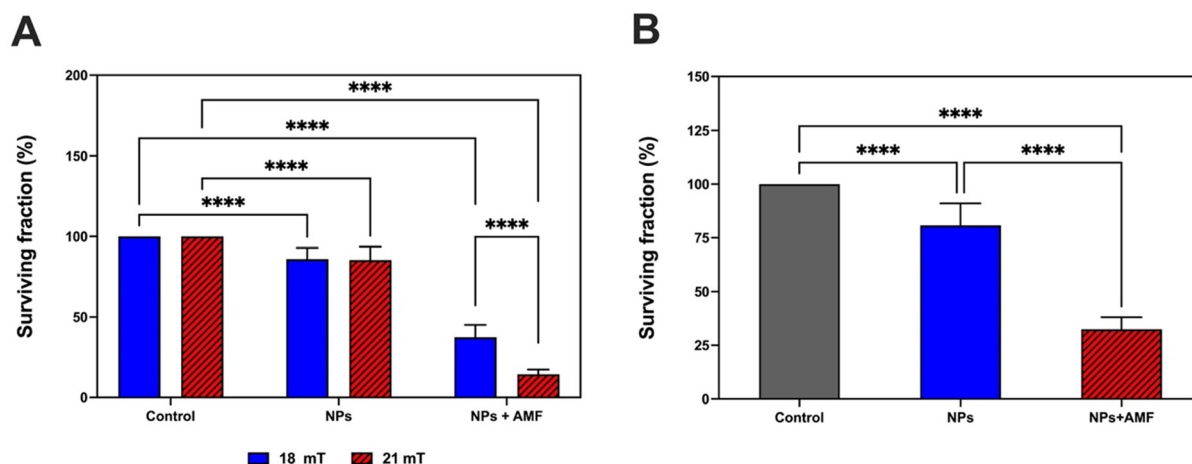 A
Surviving fraction (%)
200
150
100
50
0
****
****
****
****
****
Control
NPs
NPs + AMF
18 mT
21 mT
B
Surviving fraction (%)
150
125
100
75
50
25
0
****
****
****
Control
NPs
NPs+AMF